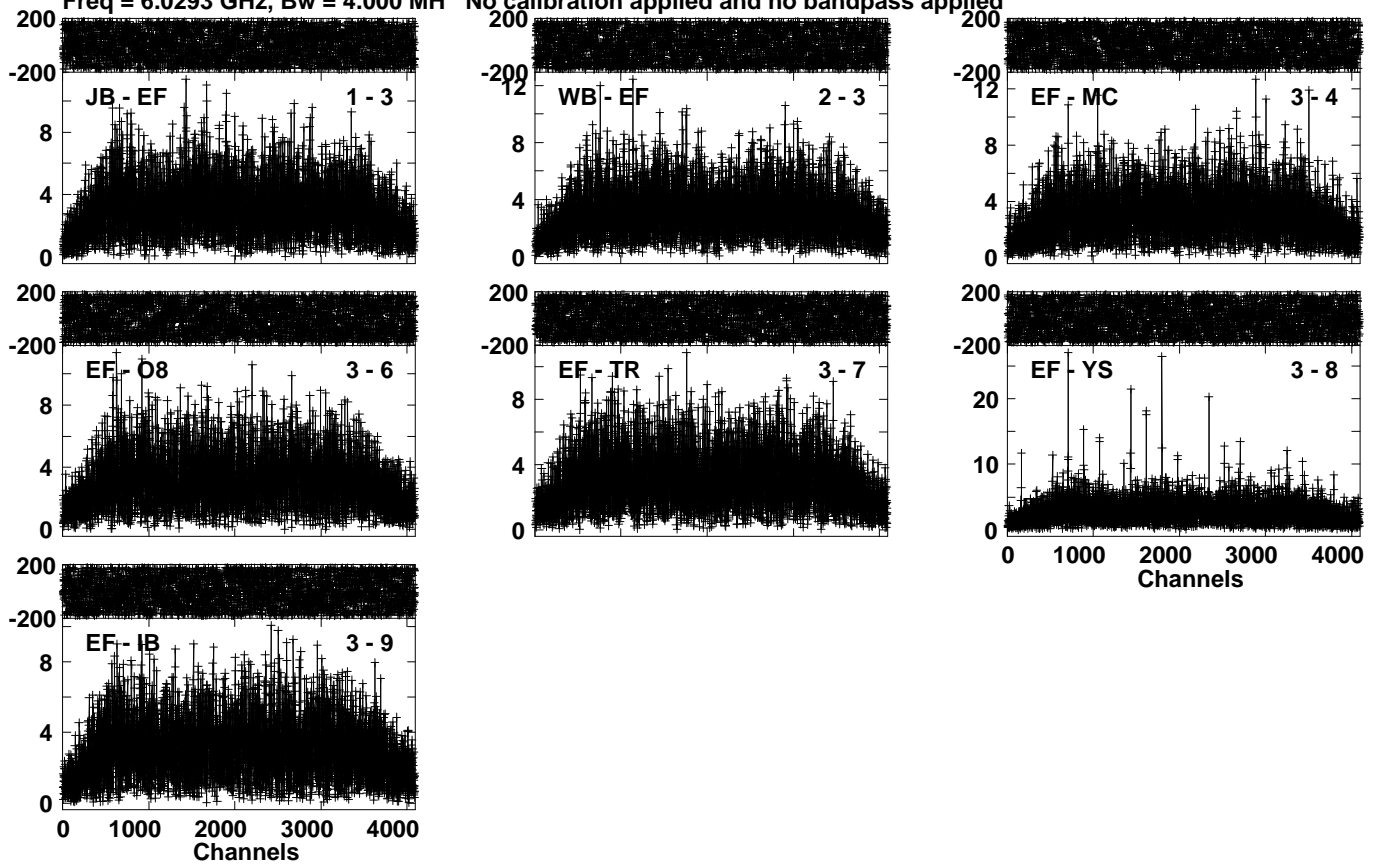 Freq = 6.0293 GHz, Bw = 4.000 MH No calibration applied and no bandpass applied
200 200 200
-200 -200 -200
JB - EF 1 - 3
8
4
0
12
WB - EF 2 - 3
8
4
0
12
EF - MC 3 - 4
8
4
0
200 200 200
-200 -200 -200
EF - O8 3 - 6
8
4
0
EF - TR 3 - 7
8
4
0
EF - YS 3 - 8
20
10
0
0 1000 2000 3000 4000
Channels
200
-200
EF - IB 3 - 9
8
4
0
0 1000 2000 3000 4000
Channels